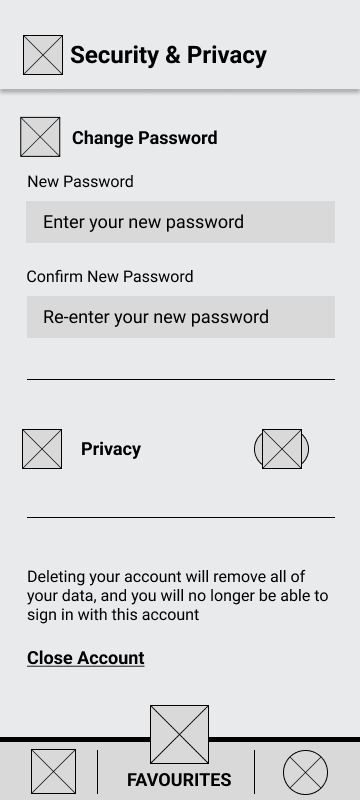 Security & Privacy
Change Password
New Password
Enter your new password
Confirm New Password
Re-enter your new password
Privacy
Deleting your account will remove all of
your data, and you will no longer be able to
sign in with this account
Close Account
FAVOURITES